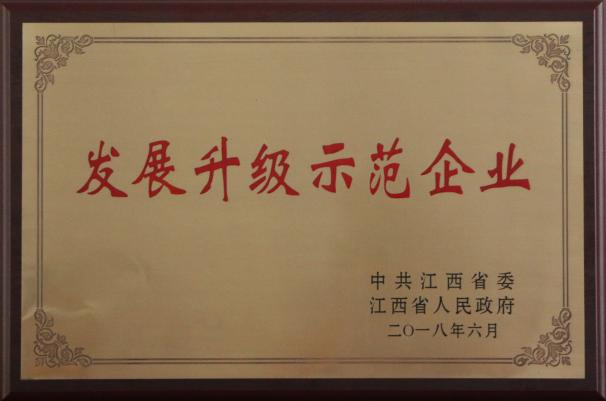 发展升级示范企业
中共江西省委
江西省人民政府
二〇一八年六月